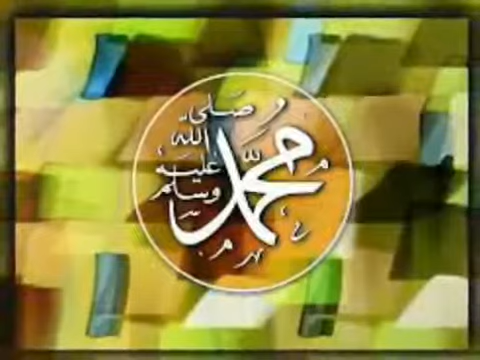 محمد
صلى
الله
عليه
وسلم